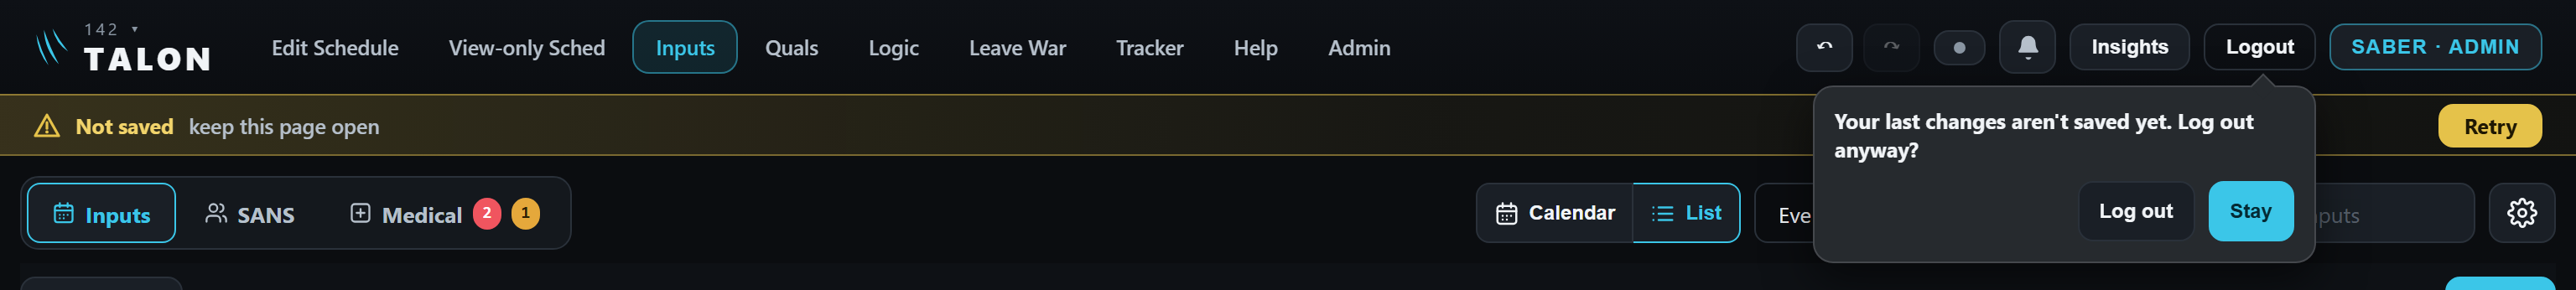 142 ▾
TALON
Edit Schedule View-only Sched Inputs Quals Logic Leave War Tracker Help Admin
Insights Logout SABER · ADMIN
Not saved keep this page open
Retry
Your last changes aren't saved yet. Log out
anyway?
Log out Stay
Inputs SANS Medical 2 1
Calendar List